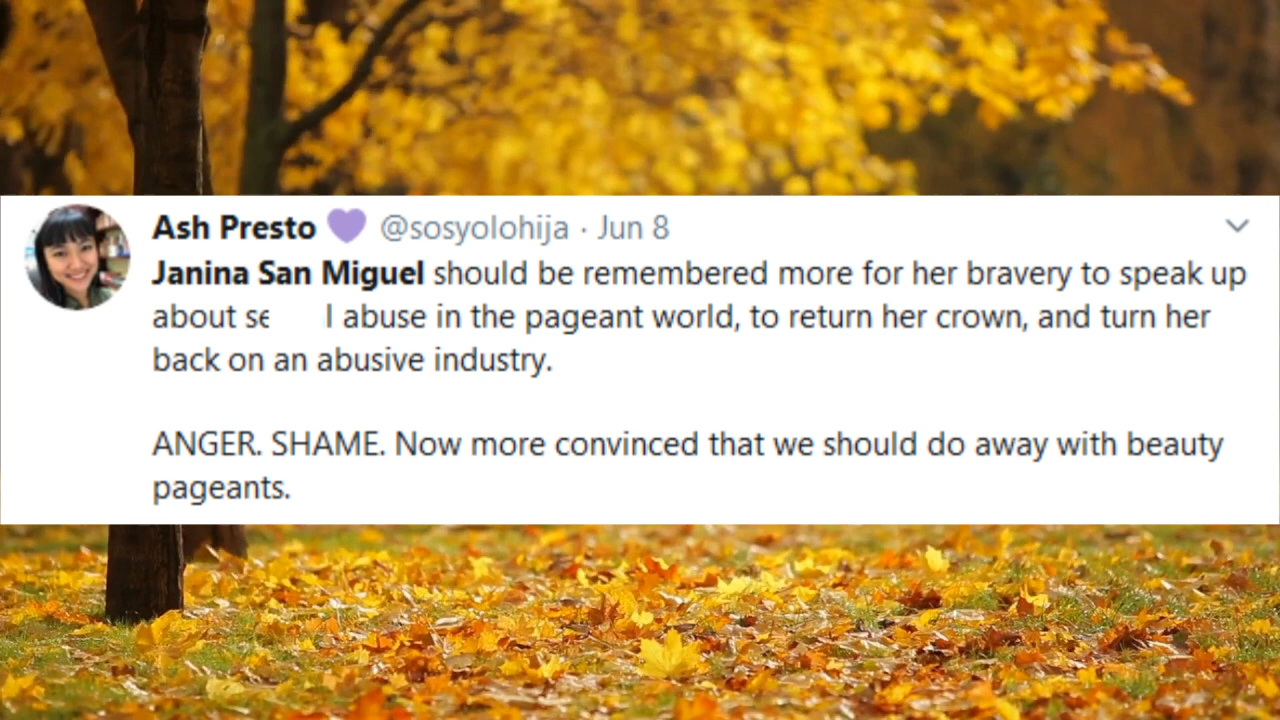 Ash Presto 💜 @sosyolohija · Jun 8
Janina San Miguel should be remembered more for her bravery to speak up
about se l abuse in the pageant world, to return her crown, and turn her
back on an abusive industry.
ANGER. SHAME. Now more convinced that we should do away with beauty
pageants.